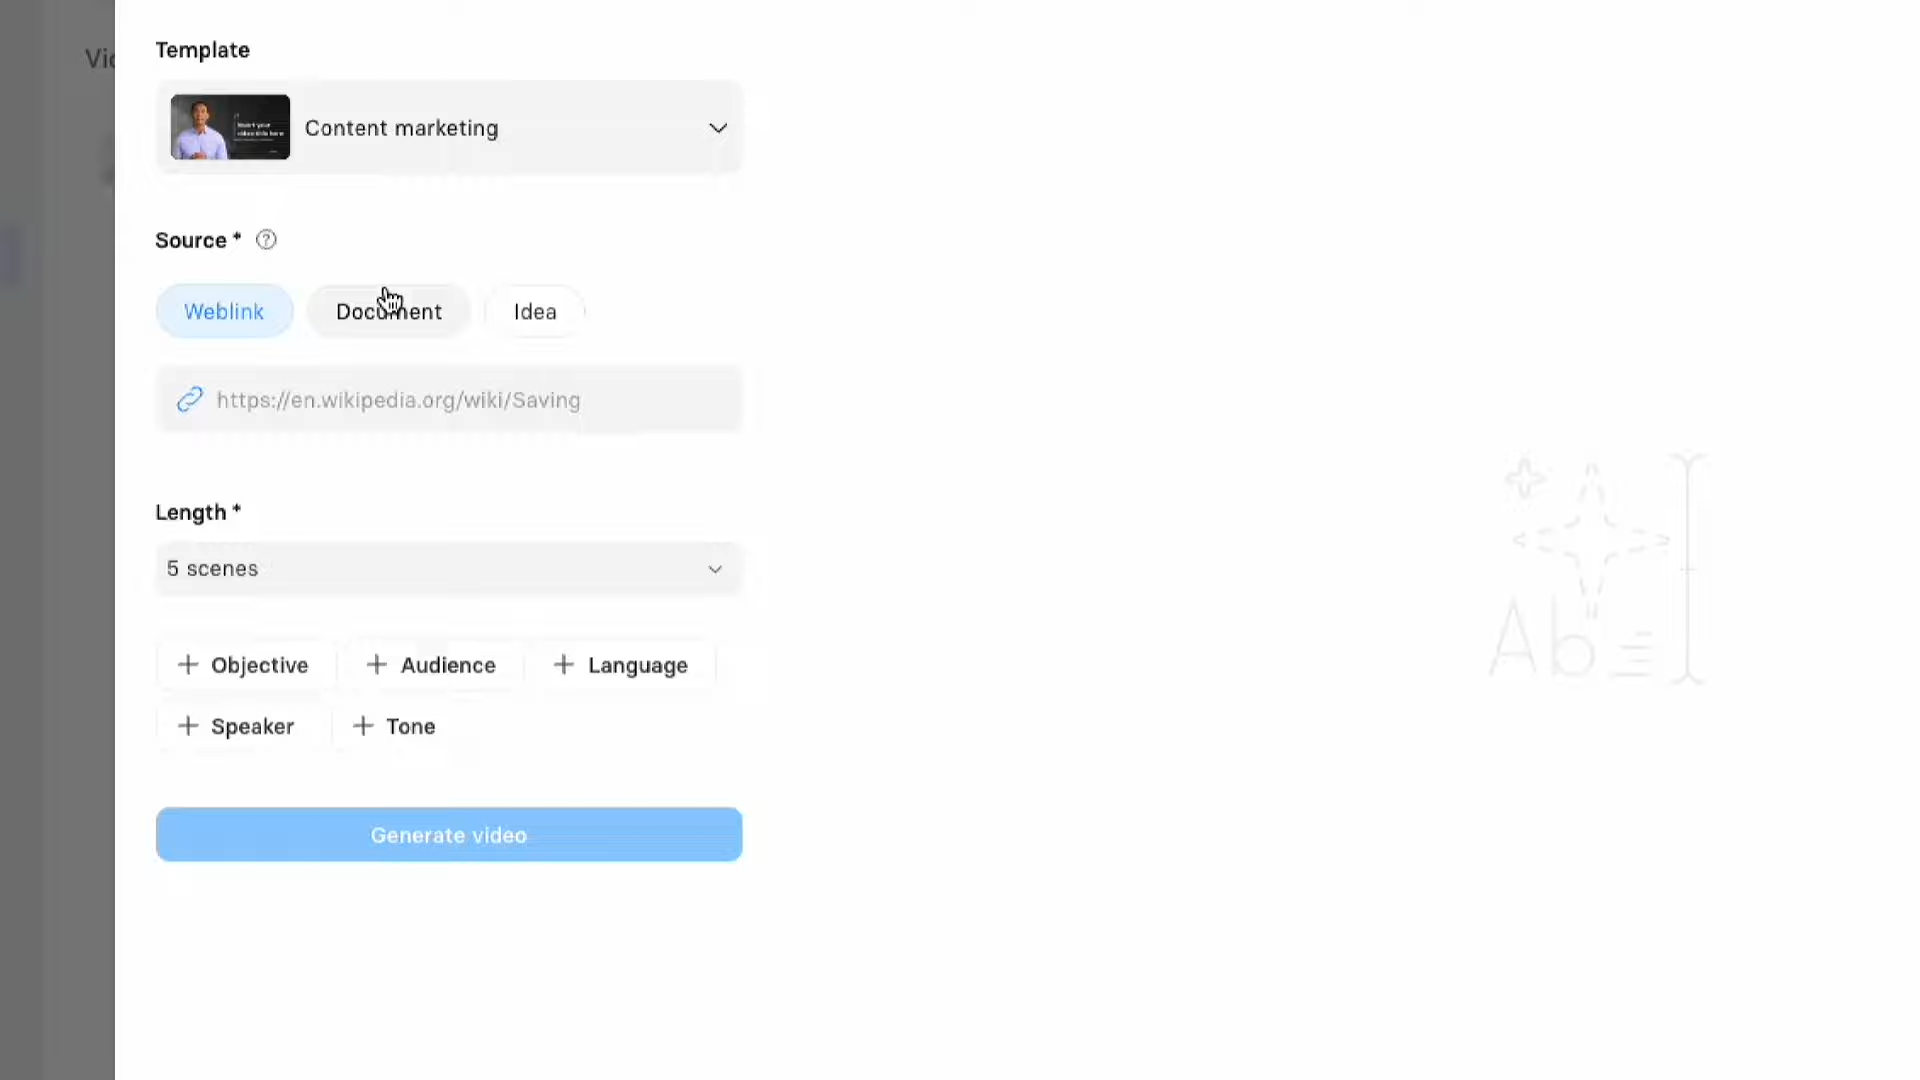 Template
Content marketing
Source * ?
Weblink Document Idea
https://en.wikipedia.org/wiki/Saving
Length *
5 scenes
+ Objective + Audience + Language
+ Speaker + Tone
Generate video
Ab